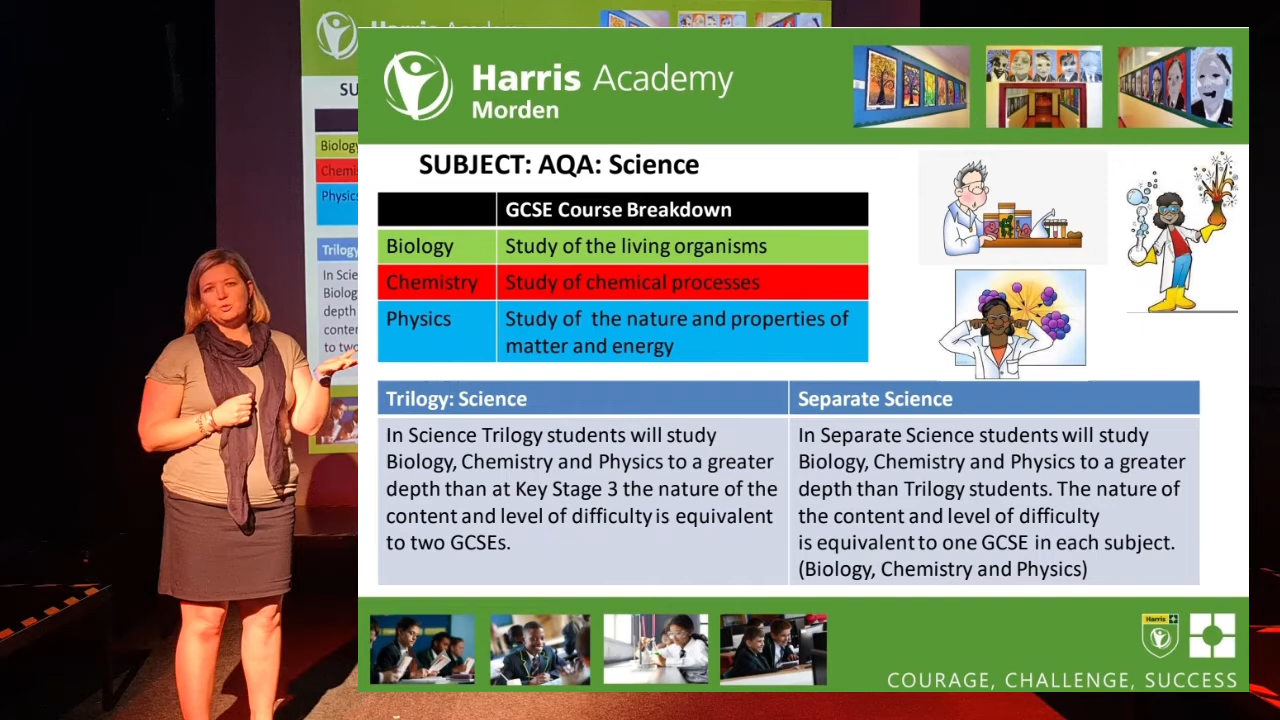 Harris Academy
Morden
SUBJECT: AQA: Science
GCSE Course Breakdown
Biology Study of the living organisms
Chemistry Study of chemical processes
Physics Study of the nature and properties of
matter and energy
Trilogy: Science
In Science Trilogy students will study
Biology, Chemistry and Physics to a greater
depth than at Key Stage 3 the nature of the
content and level of difficulty is equivalent
to two GCSEs.
Separate Science
In Separate Science students will study
Biology, Chemistry and Physics to a greater
depth than Trilogy students. The nature of
the content and level of difficulty
is equivalent to one GCSE in each subject.
(Biology, Chemistry and Physics)
Harris
COURAGE, CHALLENGE, SUCCESS
SU
Biology
Chemi
Physic
Trilogy
In Scie
Biolog
depth
conter
to two